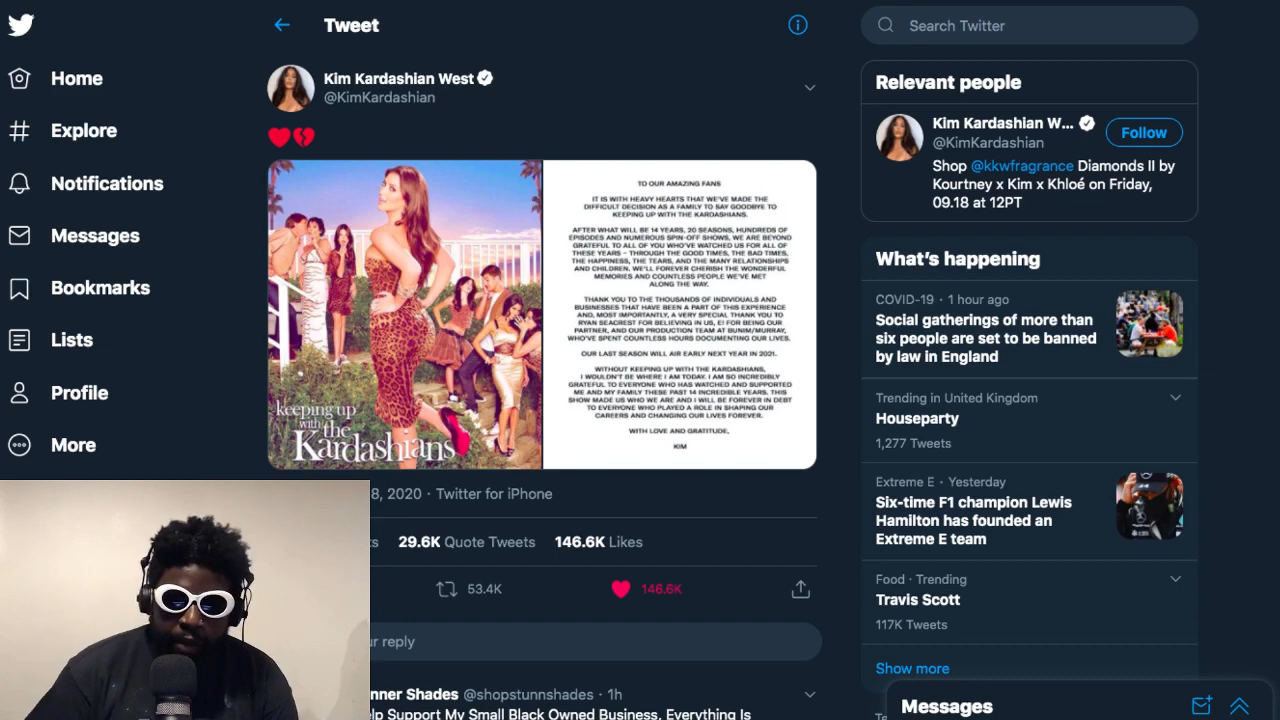 Tweet
Search Twitter
Home
Explore
Notifications
Messages
Bookmarks
Lists
Profile
More
Kim Kardashian West
@KimKardashian
keeping up
with the
Kardashians
TO OUR AMAZING FANS
IT IS WITH HEAVY HEARTS THAT WE'VE MADE THE
DIFFICULT DECISION AS A FAMILY TO SAY GOODBYE TO
KEEPING UP WITH THE KARDASHIANS.
AFTER WHAT WILL BE 14 YEARS, 20 SEASONS, HUNDREDS OF
EPISODES AND NUMEROUS SPIN-OFF SHOWS, WE ARE BEYOND
GRATEFUL TO ALL OF YOU WHO'VE WATCHED US FOR ALL OF
THESE YEARS – THROUGH THE GOOD TIMES, THE BAD TIMES,
THE HAPPINESS, THE TEARS, AND THE MANY RELATIONSHIPS
AND CHILDREN. WE'LL FOREVER CHERISH THE WONDERFUL
MEMORIES AND COUNTLESS PEOPLE WE'VE MET
ALONG THE WAY.
THANK YOU TO THE THOUSANDS OF INDIVIDUALS AND
BUSINESSES THAT HAVE BEEN A PART OF THIS EXPERIENCE
AND, MOST IMPORTANTLY, A VERY SPECIAL THANK YOU TO
RYAN SEACREST FOR BELIEVING IN US, E! FOR BEING OUR
PARTNER, AND OUR PRODUCTION TEAM AT BUNIM/MURRAY,
WHO'VE SPENT COUNTLESS HOURS DOCUMENTING OUR LIVES.
OUR LAST SEASON WILL AIR EARLY NEXT YEAR IN 2021.
WITHOUT KEEPING UP WITH THE KARDASHIANS,
I WOULDN'T BE WHERE I AM TODAY. I AM SO INCREDIBLY
GRATEFUL TO EVERYONE WHO HAS WATCHED AND SUPPORTED
ME AND MY FAMILY THESE PAST 14 INCREDIBLE YEARS. THIS
SHOW MADE US WHO WE ARE AND I WILL BE FOREVER IN DEBT
TO EVERYONE WHO PLAYED A ROLE IN SHAPING OUR
CAREERS AND CHANGING OUR LIVES FOREVER.
WITH LOVE AND GRATITUDE,
KIM
8, 2020 · Twitter for iPhone
ts 29.6K Quote Tweets 146.6K Likes
53.4K 146.6K
ur reply
nner Shades @shopstunnshades · 1h
elp Support My Small Black Owned Business. Everything Is
Relevant people
Kim Kardashian W...
@KimKardashian
Follow
Shop @kkwfragrance Diamonds II by
Kourtney x Kim x Khloé on Friday,
09.18 at 12PT
What's happening
COVID-19 · 1 hour ago
Social gatherings of more than
six people are set to be banned
by law in England
Trending in United Kingdom
Houseparty
1,277 Tweets
Extreme E · Yesterday
Six-time F1 champion Lewis
Hamilton has founded an
Extreme E team
Food · Trending
Travis Scott
117K Tweets
Show more
Te
Messages